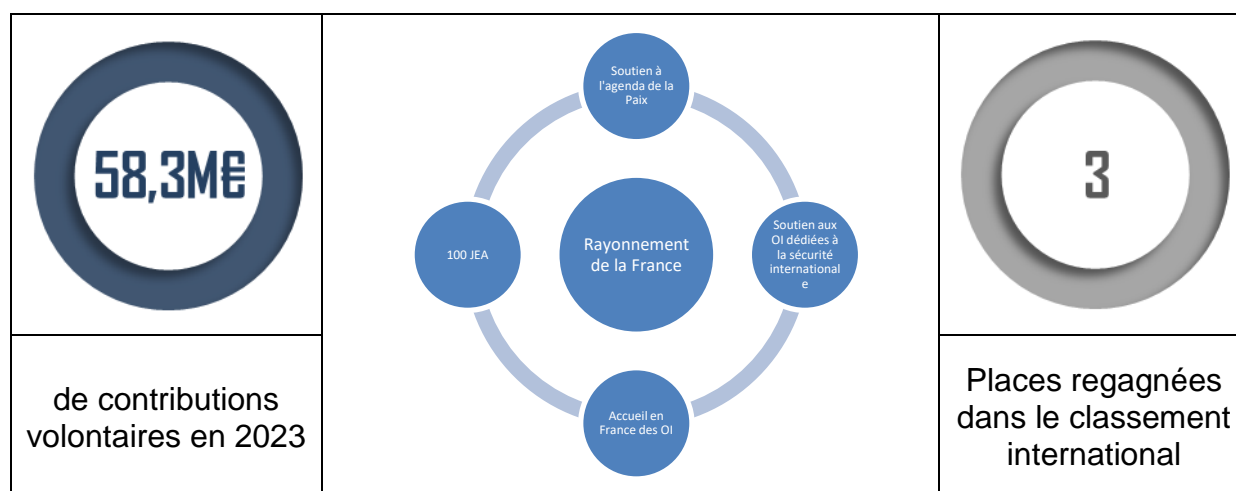 58,3M€
de contributions
volontaires en 2023
Soutien à
l'agenda de la
Paix
100 JEA
Rayonnement
de la France
Soutien aux
OI dédiées à
la sécurité
international
e
Accueil en
France des OI
3
Places regagnées
dans le classement
international